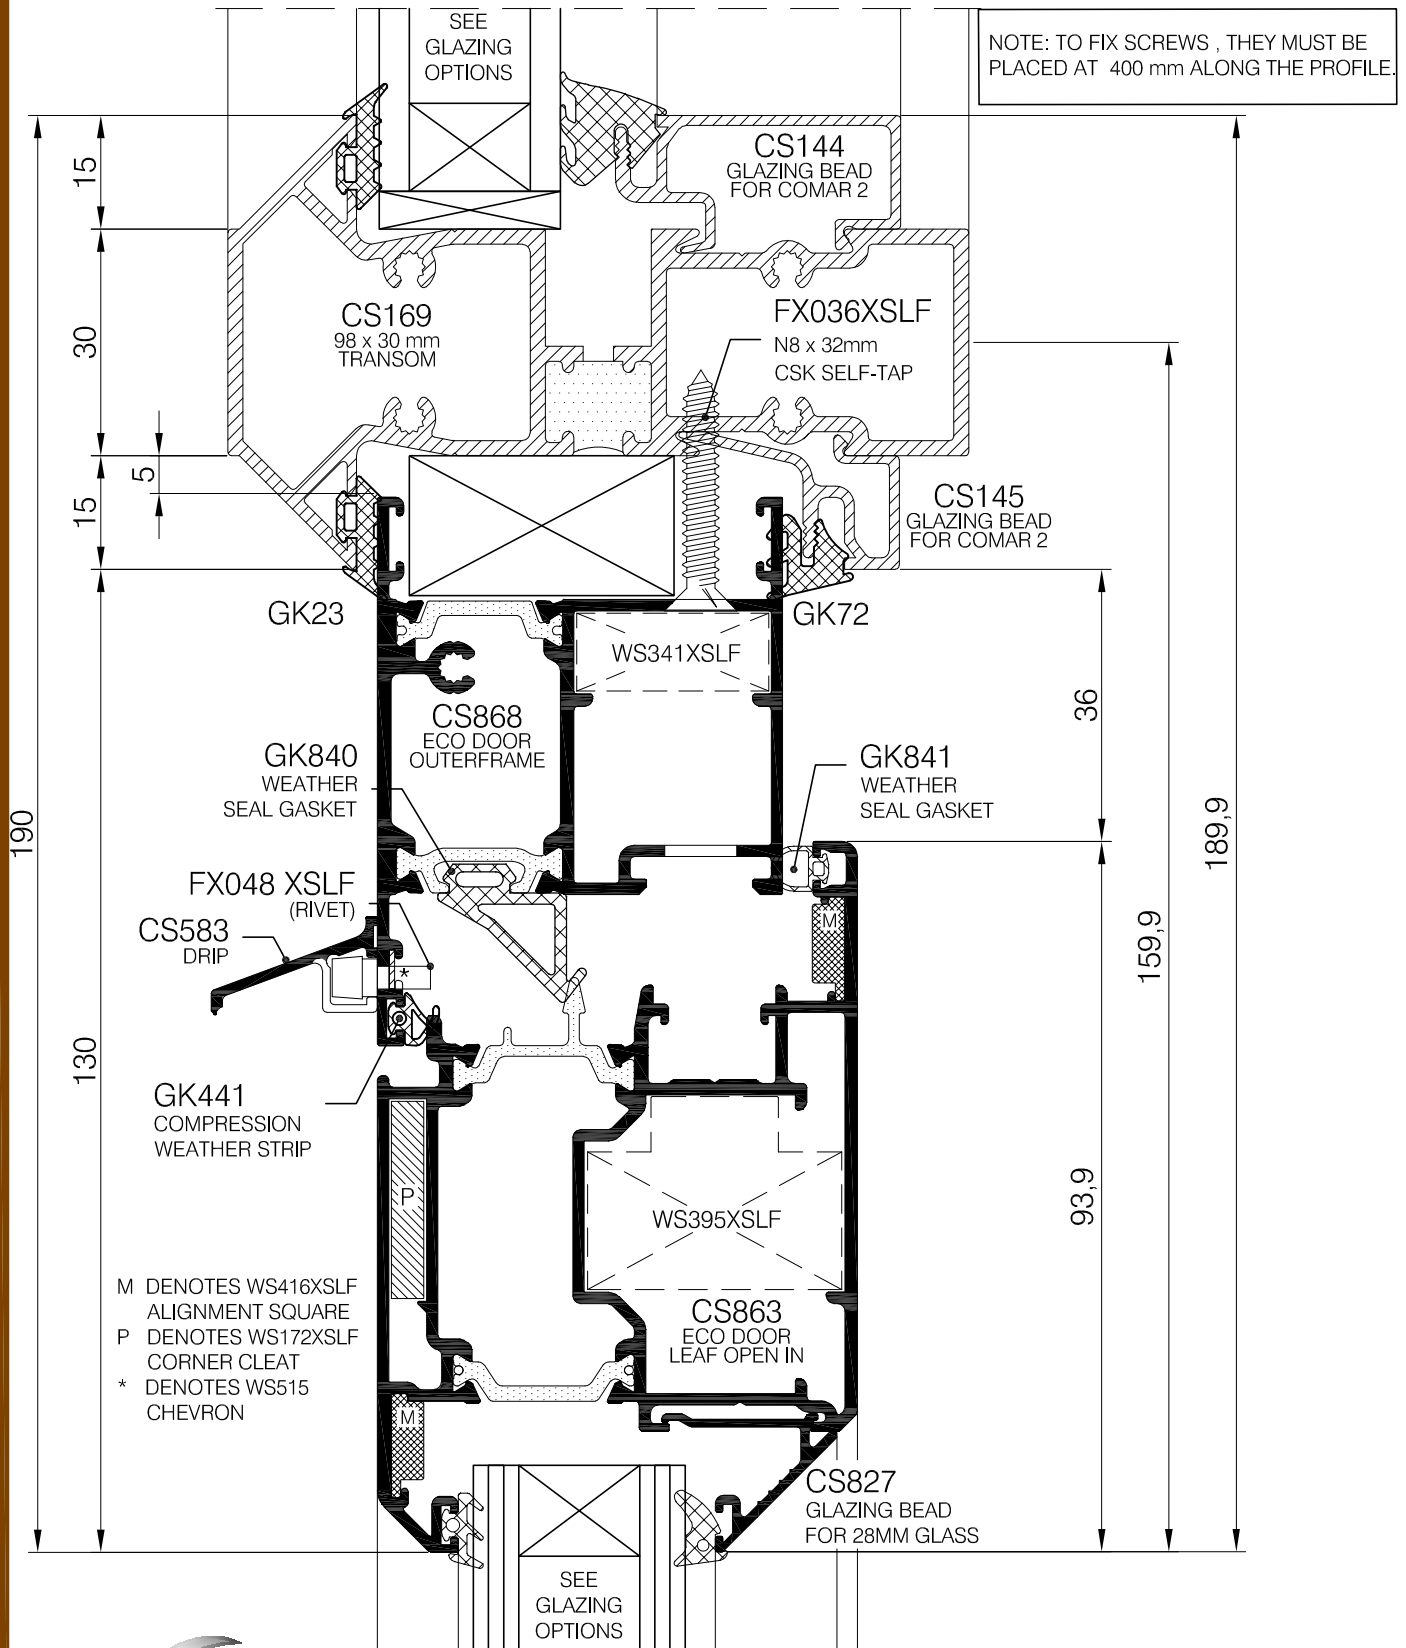 SEE
GLAZING
OPTIONS
NOTE: TO FIX SCREWS , THEY MUST BE
PLACED AT 400 mm ALONG THE PROFILE.
CS144
GLAZING BEAD
FOR COMAR 2
15
30
CS169
98 x 30 mm
TRANSOM
FX036XSLF
N8 x 32mm
CSK SELF-TAP
5
15
CS145
GLAZING BEAD
FOR COMAR 2
GK23
GK72
WS341XSLF
CS868
ECO DOOR
OUTERFRAME
36
GK840
WEATHER
SEAL GASKET
GK841
WEATHER
SEAL GASKET
190
189,9
FX048 XSLF
(RIVET)
CS583
DRIP
*
M
159,9
130
GK441
COMPRESSION
WEATHER STRIP
P
WS395XSLF
93,9
M DENOTES WS416XSLF
ALIGNMENT SQUARE
P DENOTES WS172XSLF
CORNER CLEAT
* DENOTES WS515
CHEVRON
CS863
ECO DOOR
LEAF OPEN IN
M
CS827
GLAZING BEAD
FOR 28MM GLASS
SEE
GLAZING
OPTIONS